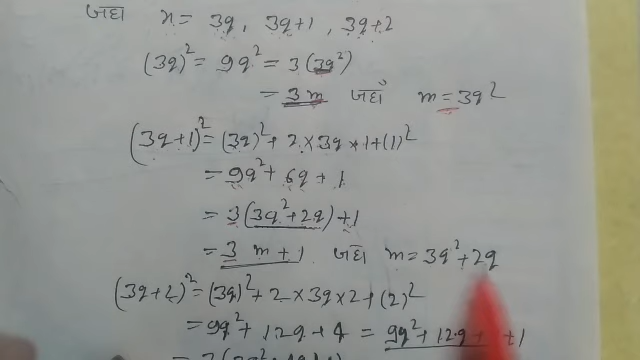 जहाँ x = 3q, 3q+1, 3q+2
(3q)² = 9q² = 3(3q²)
= 3m जहाँ m = 3q²
(3q+1)² = (3q)² + 2×3q×1+(1)²
= 9q² + 6q + 1
= 3(3q²+2q)+1
= 3m+1 जहाँ m = 3q²+2q
(3q+2)² = (3q)² + 2×3q×2+(2)²
= 9q² + 12q + 4 = 9q² + 12q + +1